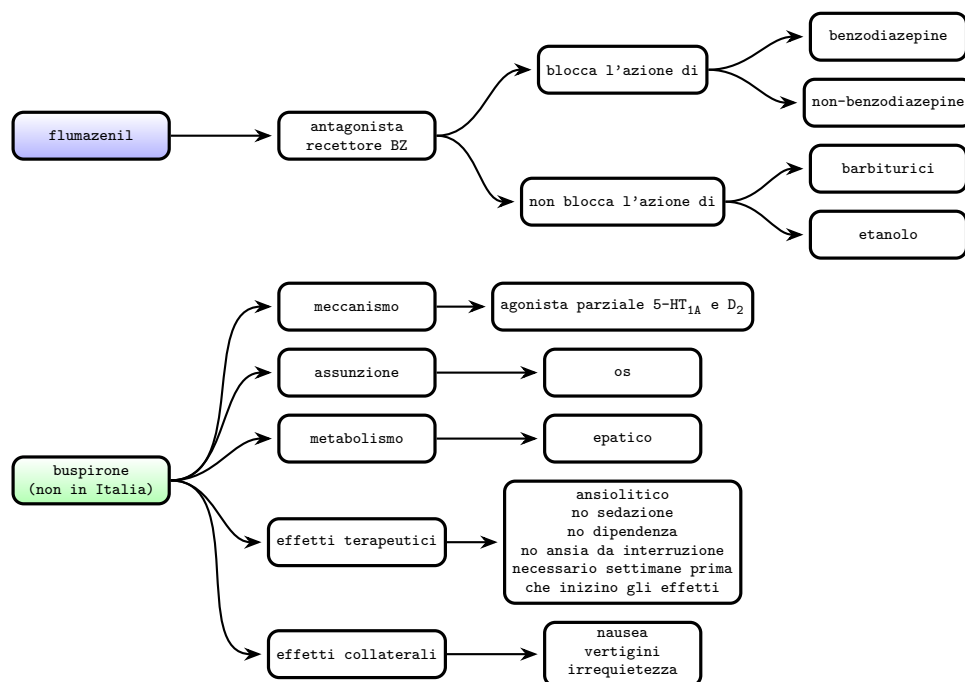 flumazenil
antagonista
recettore BZ
blocca l'azione di
benzodiazepine
non-benzodiazepine
non blocca l'azione di
barbiturici
etanolo
buspirone
(non in Italia)
meccanismo
agonista parziale 5-HT₁A e D₂
assunzione
os
metabolismo
epatico
effetti terapeutici
ansiolitico
no sedazione
no dipendenza
no ansia da interruzione
necessario settimane prima
che inizino gli effetti
effetti collaterali
nausea
vertigini
irrequietezza